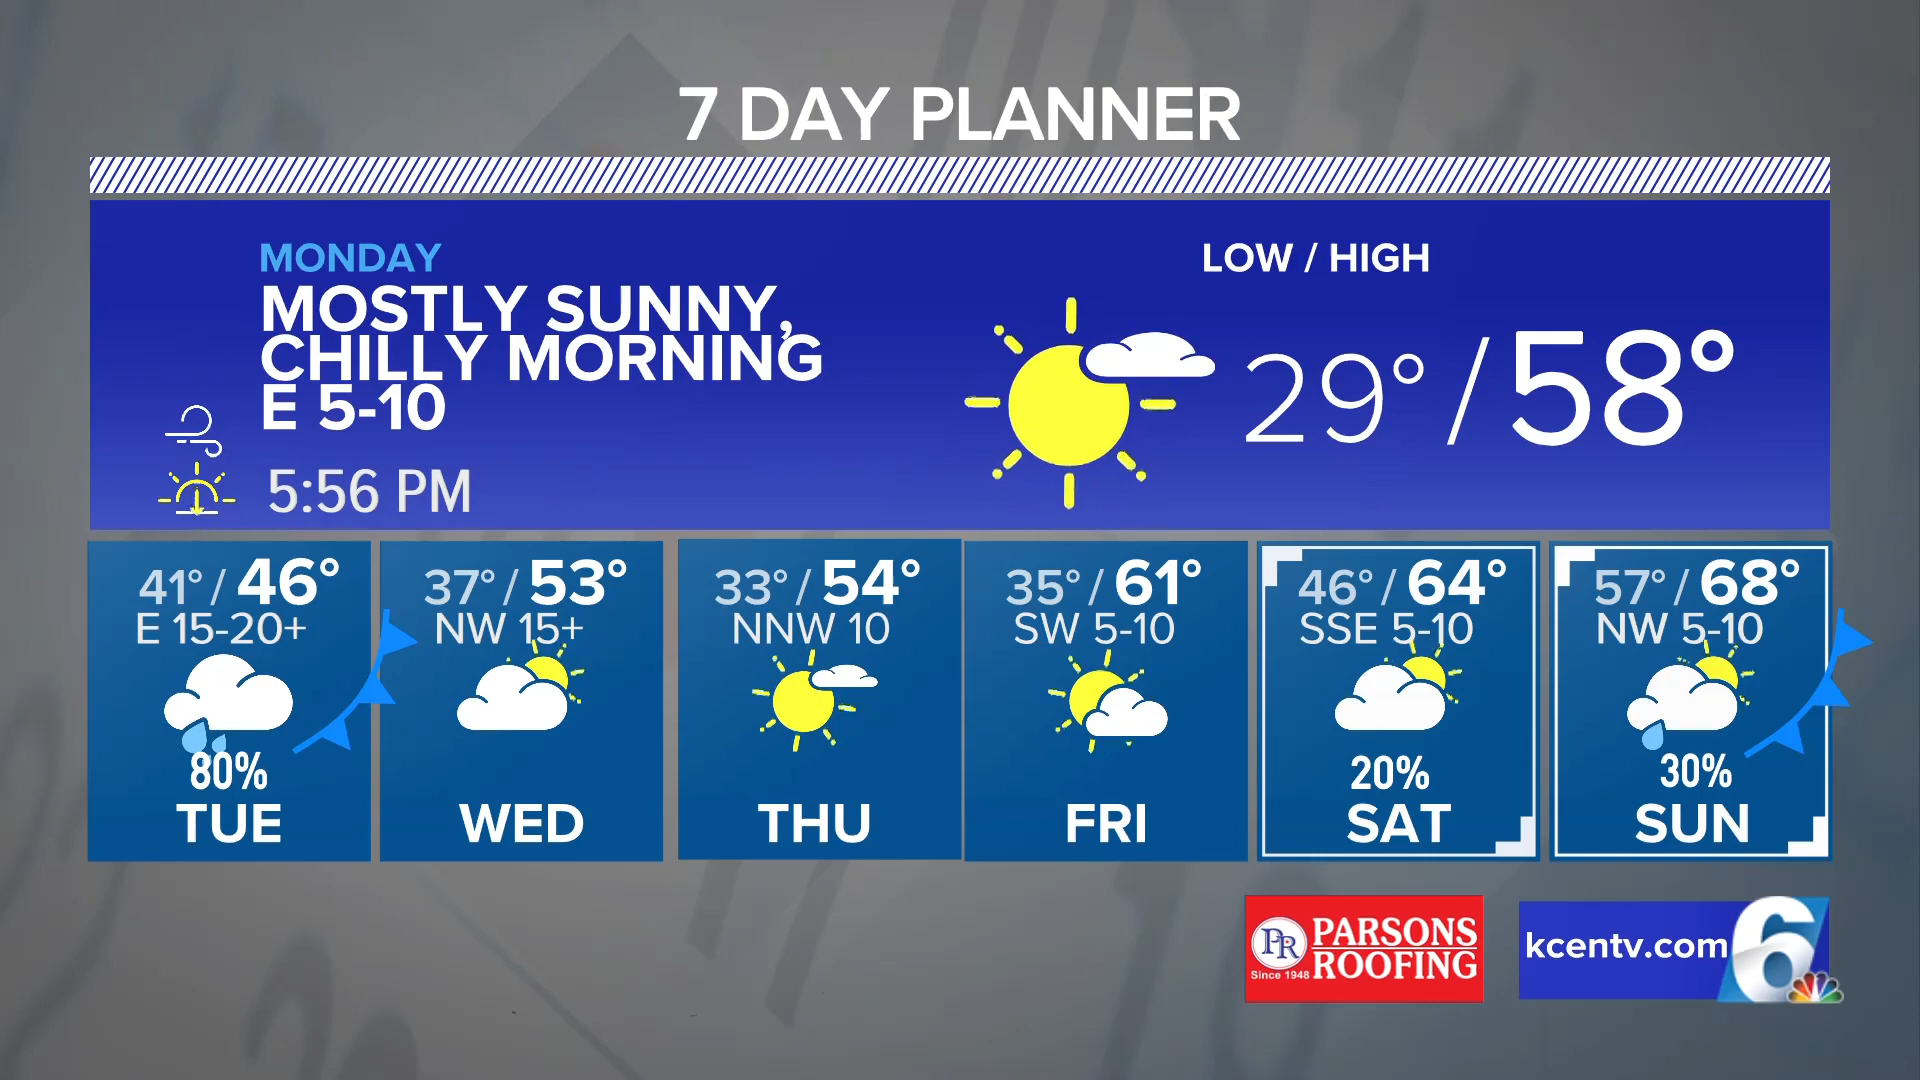 7 DAY PLANNER
MONDAY
MOSTLY SUNNY,
CHILLY MORNING
E 5-10
5:56 PM
LOW / HIGH
29° / 58°
41° / 46°
E 15-20+
80%
TUE
37° / 53°
NW 15+
WED
33° / 54°
NNW 10
THU
35° / 61°
SW 5-10
FRI
46° / 64°
SSE 5-10
20%
SAT
57° / 68°
NW 5-10
30%
SUN
PR
Since 1948
PARSONS
ROOFING
kcentv.com
6